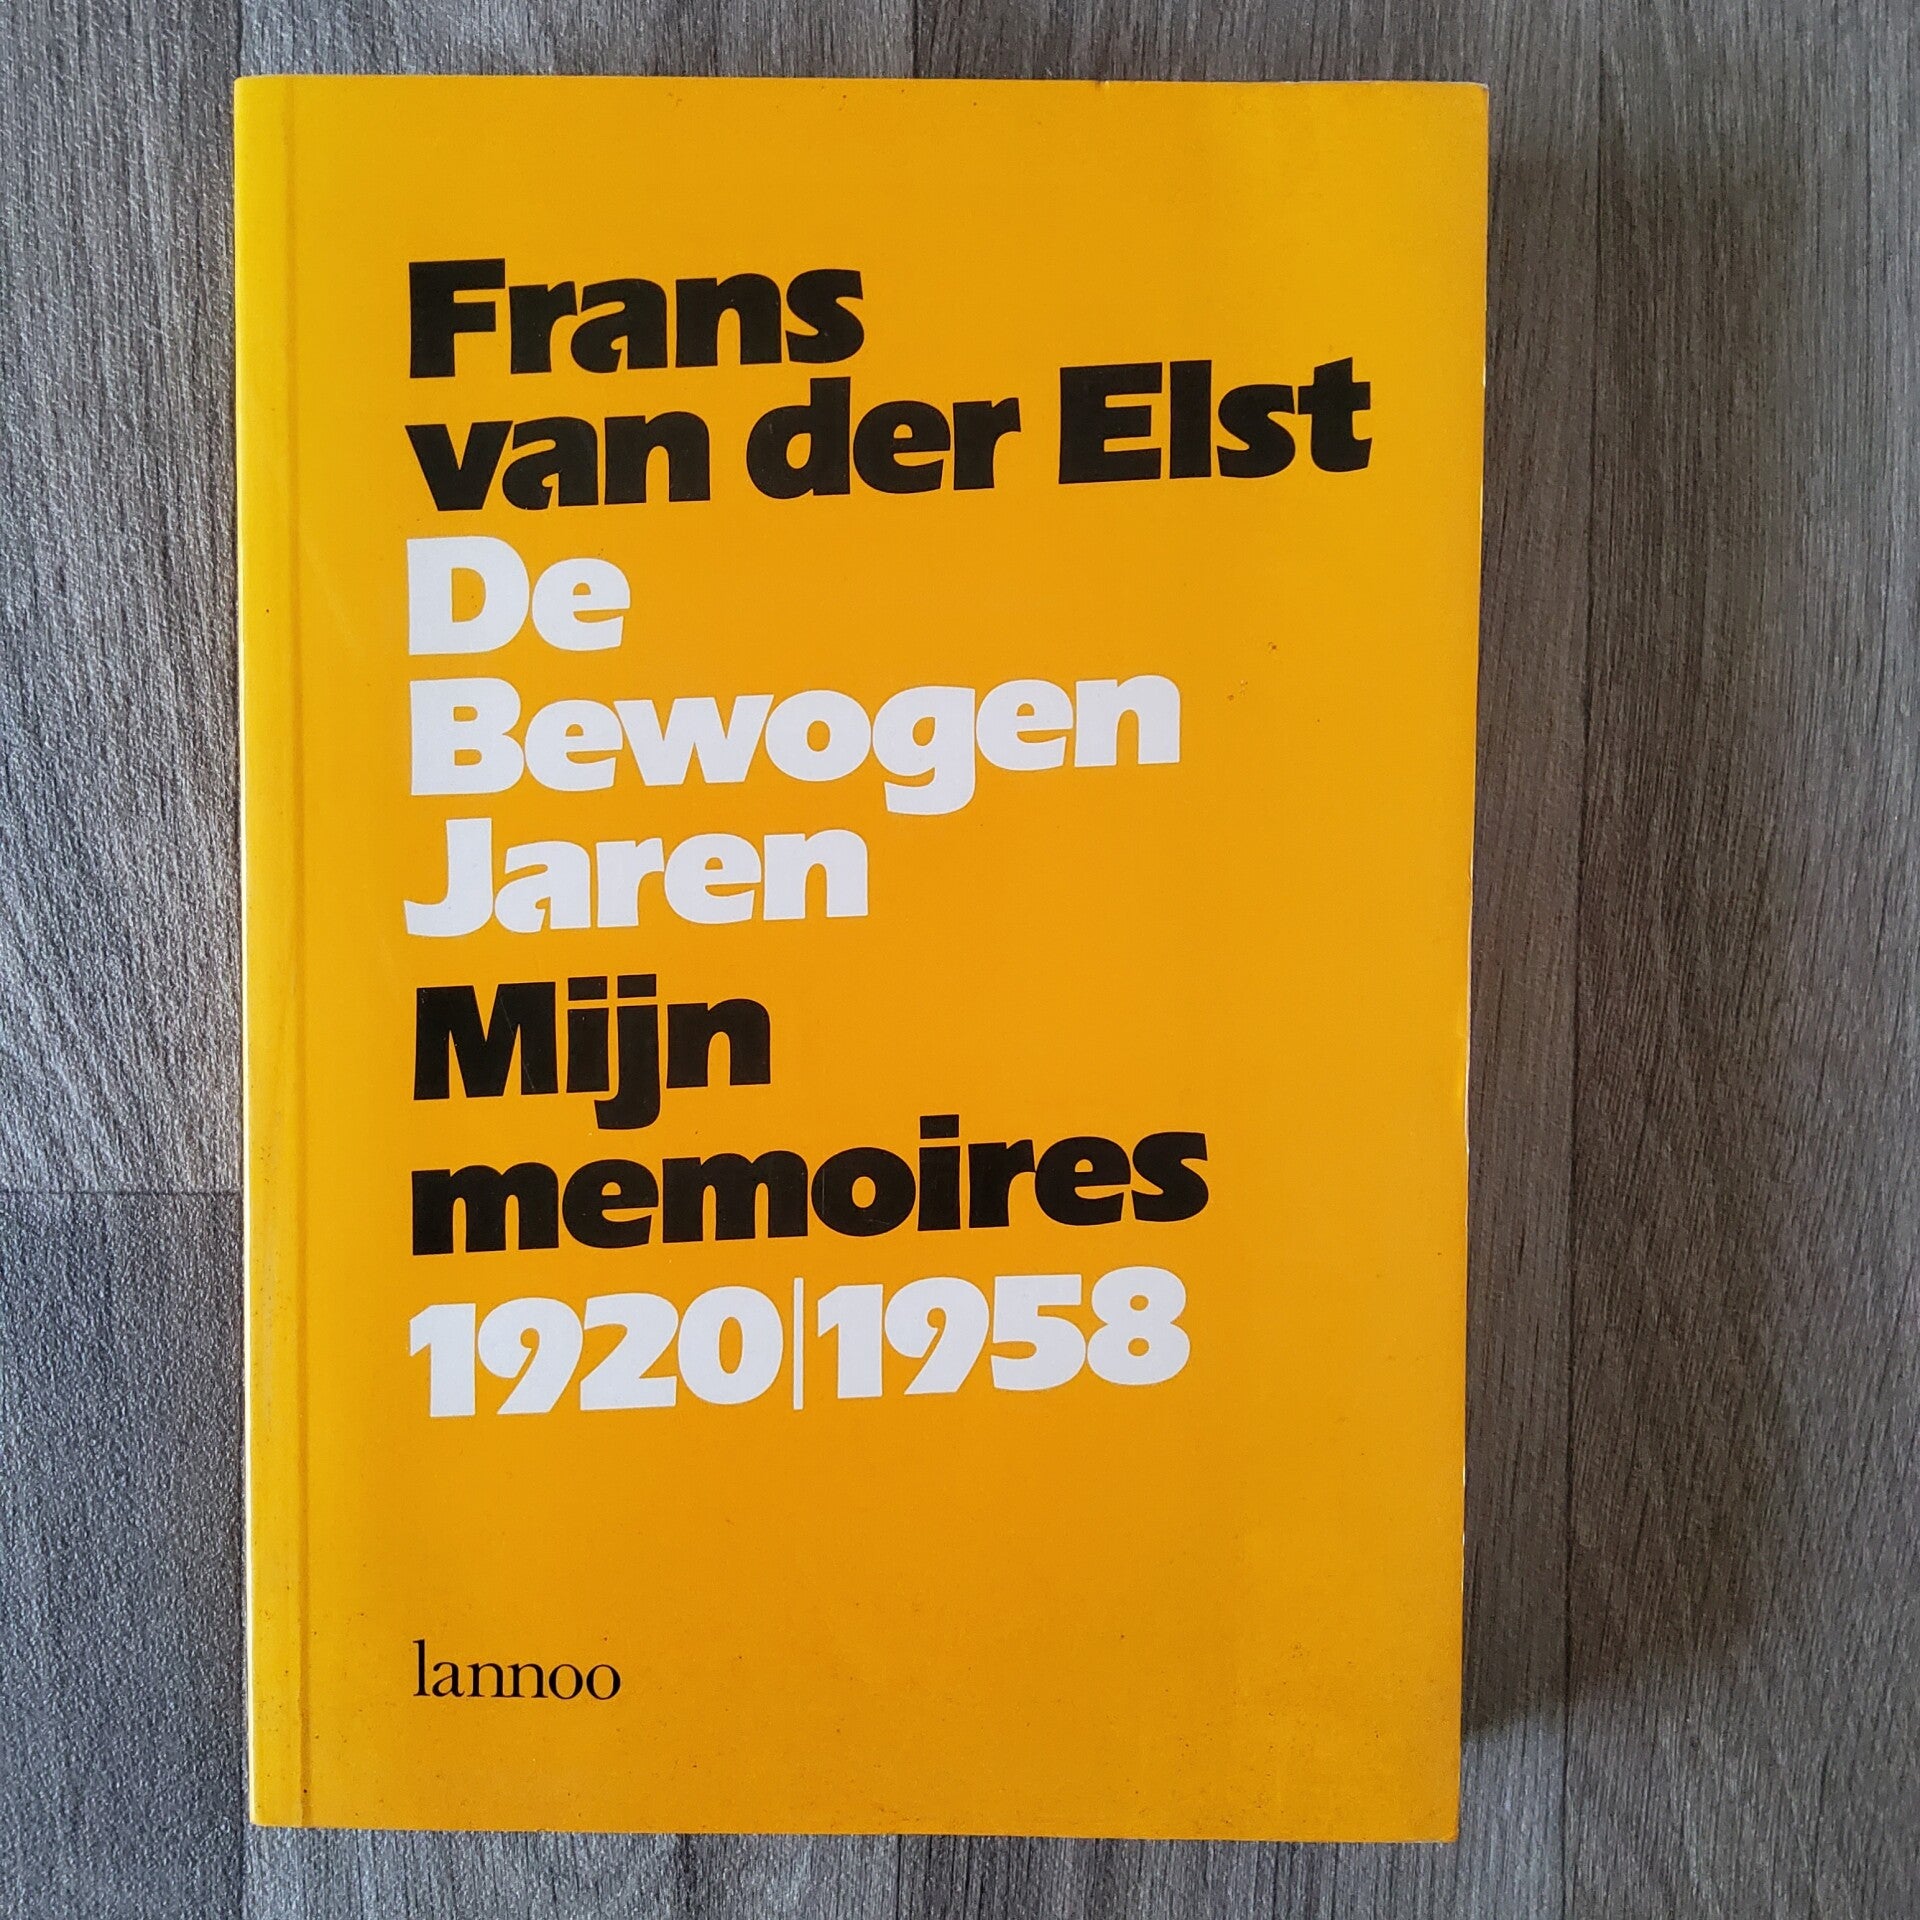 Frans
van der Elst
De
Bewogen
Jaren
Mijn
memoires
1920|1958
lannoo